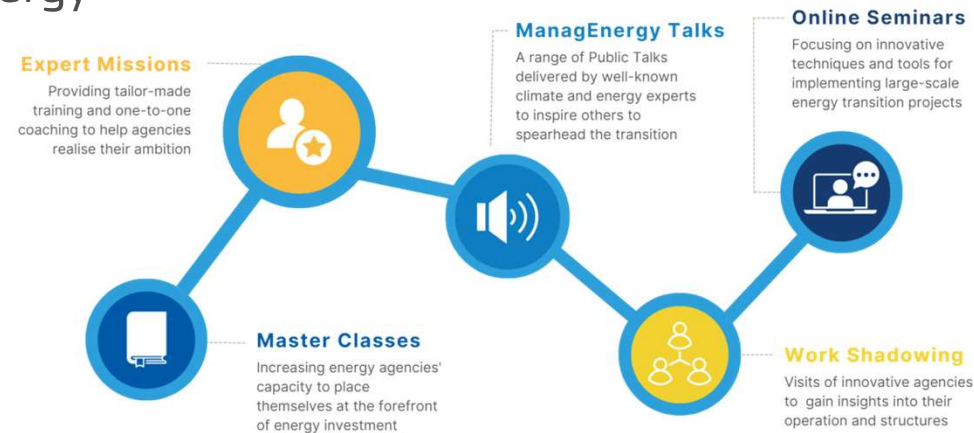 Expert Missions
Providing tailor-made
training and one-to-one
coaching to help agencies
realise their ambition
ManagEnergy Talks
A range of Public Talks
delivered by well-known
climate and energy experts
to inspire others to
spearhead the transition
Online Seminars
Focusing on innovative
techniques and tools for
implementing large-scale
energy transition projects
Master Classes
Increasing energy agencies'
capacity to place
themselves at the forefront
of energy investment
Work Shadowing
Visits of innovative agencies
to gain insights into their
operation and structures